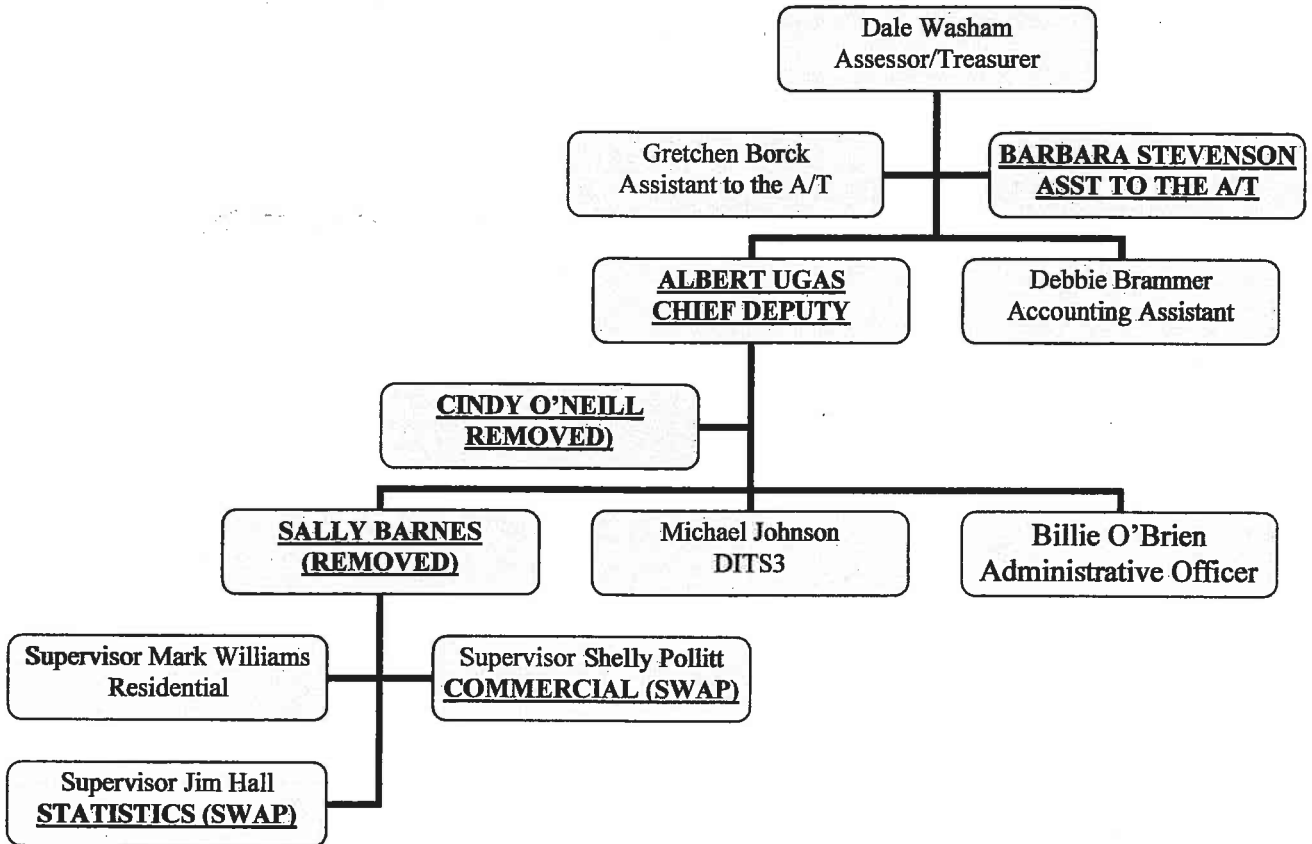 Dale Washam
Assessor/Treasurer
Gretchen Borck
Assistant to the A/T
BARBARA STEVENSON
ASST TO THE A/T
ALBERT UGAS
CHIEF DEPUTY
Debbie Brammer
Accounting Assistant
CINDY O'NEILL
REMOVED)
SALLY BARNES
(REMOVED)
Michael Johnson
DITS3
Billie O'Brien
Administrative Officer
Supervisor Mark Williams
Residential
Supervisor Shelly Pollitt
COMMERCIAL (SWAP)
Supervisor Jim Hall
STATISTICS (SWAP)